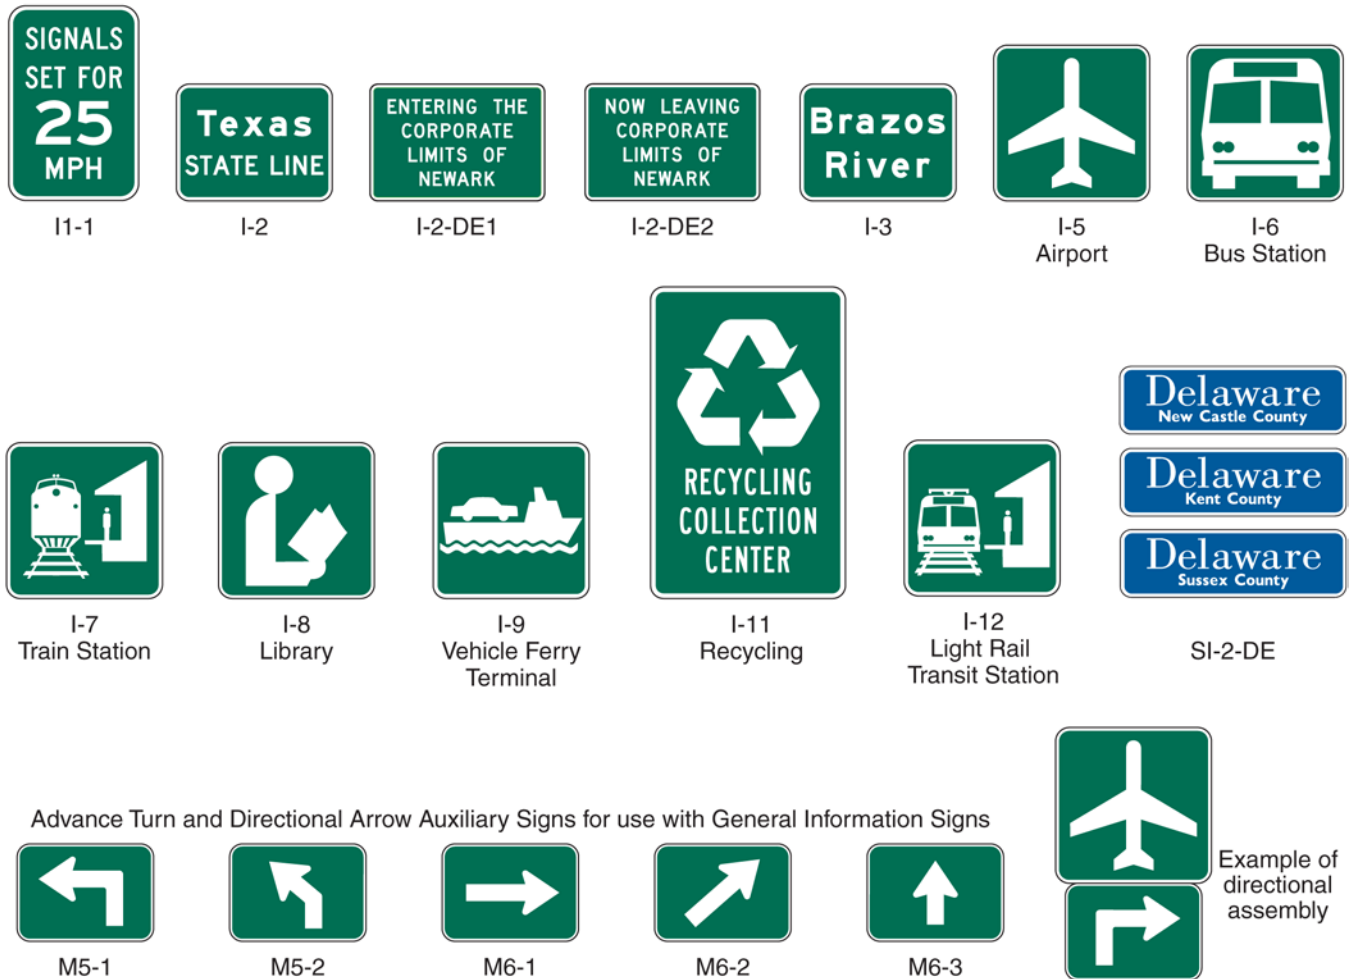 SIGNALS
SET FOR
25
MPH
I1-1
Texas
STATE LINE
I-2
ENTERING THE
CORPORATE
LIMITS OF
NEWARK
I-2-DE1
NOW LEAVING
CORPORATE
LIMITS OF
NEWARK
I-2-DE2
Brazos
River
I-3
I-5
Airport
I-6
Bus Station
I-7
Train Station
I-8
Library
I-9
Vehicle Ferry
Terminal
RECYCLING
COLLECTION
CENTER
I-11
Recycling
I-12
Light Rail
Transit Station
Delaware
New Castle County
Delaware
Kent County
Delaware
Sussex County
SI-2-DE
Advance Turn and Directional Arrow Auxiliary Signs for use with General Information Signs
M5-1
M5-2
M6-1
M6-2
M6-3
Example of
directional
assembly